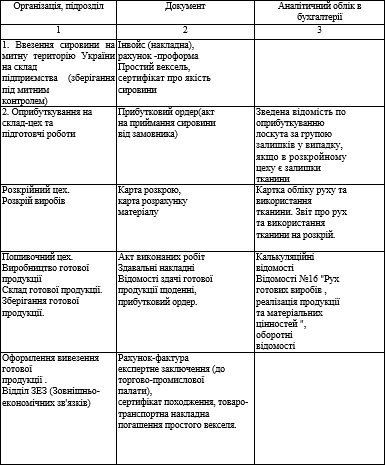 Організація, підрозділ
Документ
Аналітичний облік в
бухгалтерії
1
2
3
1. Ввезення сировини на
митну територію України
на склад
підприємства (зберігання
під митним
контролем)
Інвойс (накладна),
рахунок -проформа
Простий вексель,
сертифікат про якість
сировини
2. Оприбуткування на
склад-цех та
підготовчі роботи
Прибутковий ордер(акт
на приймання сировини
від замовника)
Зведена відомість по
оприбуткуванню
лоскута за групою
залишків у випадку,
якщо в розкройному
цеху є залишки
тканини
Розкрійний цех.
Розкрій виробів
Карта розкрою,
карта розрахунку
матеріалу
Картка обліку руху та
використання
тканини. Звіт про рух
та використання
тканини на розкрій.
Пошивочний цех.
Виробництво готової
продукції
Склад готової продукції.
Зберігання готової
продукції.
Акт виконаних робіт
Здавальні накладні
Відомості здачі готової
продукції щоденні,
прибутковий ордер.
Калькуляційні
відомості
Відомості №16 "Рух
готових виробів ,
реалізація продукції
та матеріальних
цінностей ",
оборотні
відомості
Оформлення вивезення
готової
продукції .
Відділ ЗЕЗ (Зовнішньо-
економічних зв'язків)
Рахунок-фактура
експертне заключення (до
торгово-промислової
палати),
сертифікат походження, товаро-
транспортна накладна
погашення простого векселя.